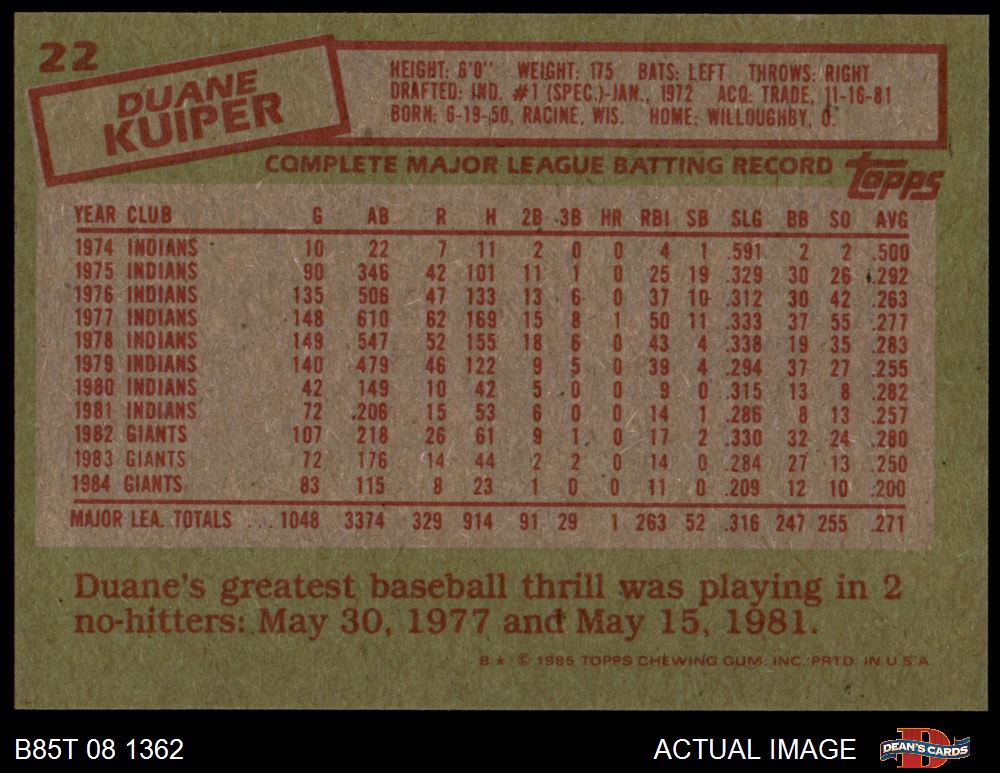 22
DUANE
KUIPER
HEIGHT: 6'0" WEIGHT: 175 BATS: LEFT THROWS: RIGHT
DRAFTED: IND. #1 (SPEC.)-JAN., 1972 ACQ: TRADE, 11-16-81
BORN: 6-19-50, RACINE, WIS. HOME: WILLOUGHBY, O.
COMPLETE MAJOR LEAGUE BATTING RECORD
TOPPS
YEAR CLUB G AB R H 2B 3B HR RBI SB SLG BB SO AVG
1974 INDIANS 10 22 7 11 2 0 0 4 1 .591 2 2 .500
1975 INDIANS 90 346 42 101 11 1 0 25 19 .329 30 26 .292
1976 INDIANS 135 506 47 133 13 6 0 37 10 .312 30 42 .263
1977 INDIANS 148 610 62 169 15 8 1 50 11 .333 37 55 .277
1978 INDIANS 149 547 52 155 18 6 0 43 4 .338 19 35 .283
1979 INDIANS 140 479 46 122 9 5 0 39 4 .294 37 27 .255
1980 INDIANS 42 149 10 42 5 0 0 9 0 .315 13 8 .282
1981 INDIANS 72 206 15 53 6 0 0 14 1 .286 8 13 .257
1982 GIANTS 107 218 26 61 9 1 0 17 2 .330 32 24 .280
1983 GIANTS 72 176 14 44 2 2 0 14 0 .284 27 13 .250
1984 GIANTS 83 115 8 23 1 0 0 11 0 .209 12 10 .200
MAJOR LEA. TOTALS ... 1048 3374 329 914 91 29 1 263 52 .316 247 255 .271
Duane's greatest baseball thrill was playing in 2
no-hitters: May 30, 1977 and May 15, 1981.
B★ © 1985 TOPPS CHEWING GUM, INC. PRTD. IN U.S.A.
B85T 08 1362
ACTUAL IMAGE
D
DEAN'S CARDS